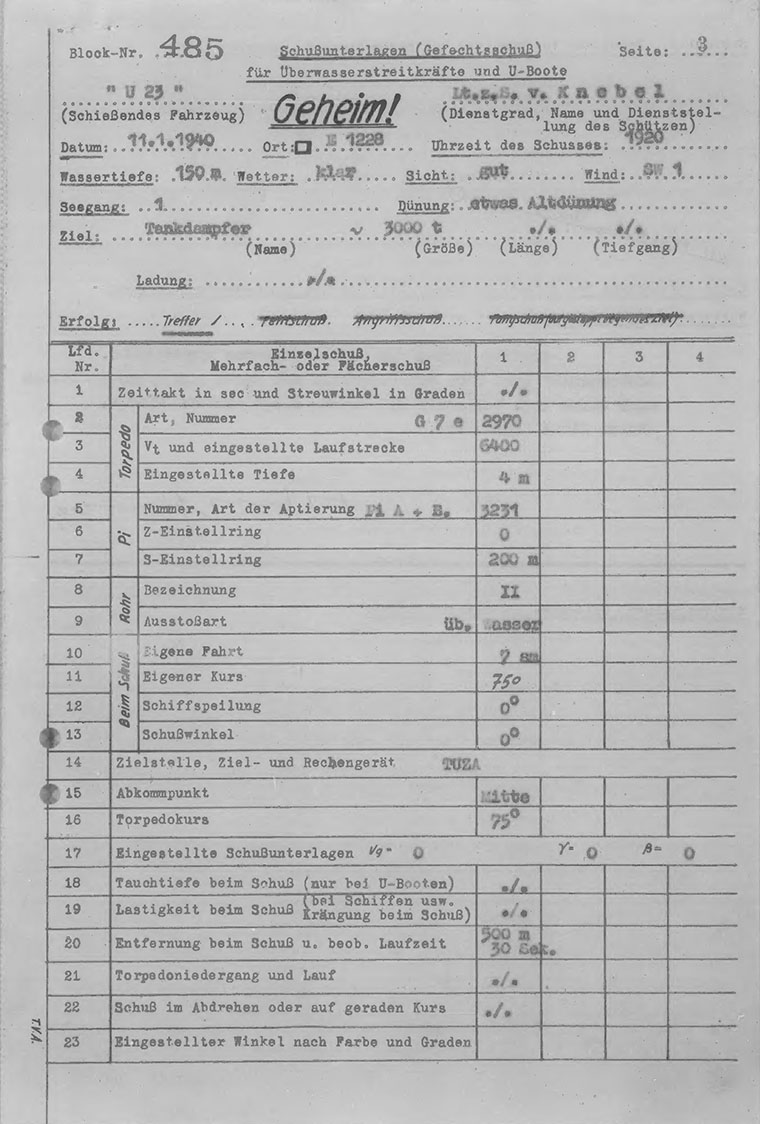 Block-Nr. 485 Schußunterlagen (Gefechtsschuß) Seite: 3
für Überwasserstreitkräfte und U-Boote
" U 23 " Lt.z.S. v. Knebel
(Schießendes Fahrzeug) Geheim! (Dienstgrad, Name und Dienststel-
lung des Schützen)
Datum: 11.1.1940 Ort: 1228 Uhrzeit des Schusses: 1920
Wassertiefe: 150 m. Wetter: klar Sicht: gut Wind: SW 1
Seegang: 1 Dünung: etwas Altdünung
Ziel: Tankdampfer ~ 3000 t ./. ./.
(Name) (Größe) (Länge) (Tiefgang)
Ladung: ./.
Erfolg: Treffer / Fehlschuß. Angriffsschuß
Lfd. Nr. Einzelschuß, Mehrfach- oder Fächerschuß 1 2 3 4
1 Zeittakt in sec und Streuwinkel in Graden ./.
Torpedo
2 Art, Nummer G 7 e 2970
3 Vt und eingestellte Laufstrecke 6400
4 Eingestellte Tiefe 4 m
Pi
5 Nummer, Art der Aptierung Pi A + B. 3231
6 Z-Einstellring 0
7 S-Einstellring 200 m
Rohr
8 Bezeichnung II
9 Ausstoßart üb. Wasser
Beim Schuß
10 Eigene Fahrt 7 sm
11 Eigener Kurs 75°
12 Schiffspeilung 0°
13 Schußwinkel 0°
14 Zielstelle, Ziel- und Rechengerät TUZA
15 Abkommpunkt Mitte
16 Torpedokurs 75°
17 Eingestellte Schußunterlagen Vg= 0 γ= 0 β= 0
18 Tauchtiefe beim Schuß (nur bei U-Booten) ./.
19 Lastigkeit beim Schuß (bei Schiffen usw. Krängung beim Schuß) ./.
20 Entfernung beim Schuß u. beob. Laufzeit 500 m 30 Sek.
21 Torpedoniedergang und Lauf ./.
22 Schuß im Abdrehen oder auf geraden Kurs ./.
23 Eingestellter Winkel nach Farbe und Graden
T.V.A.